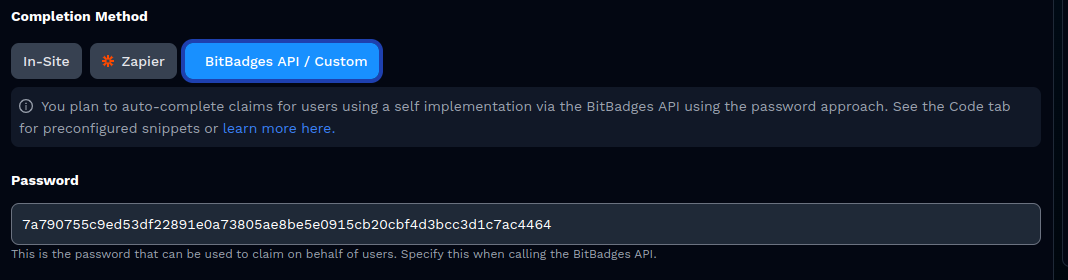 Completion Method
In-Site
Zapier
BitBadges API / Custom
You plan to auto-complete claims for users using a self implementation via the BitBadges API using the password approach. See the Code tab
for preconfigured snippets or learn more here.
Password
7a790755c9ed53df22891e0a73805ae8be5e0915cb20cbf4d3bcc3d1c7ac4464
This is the password that can be used to claim on behalf of users. Specify this when calling the BitBadges API.